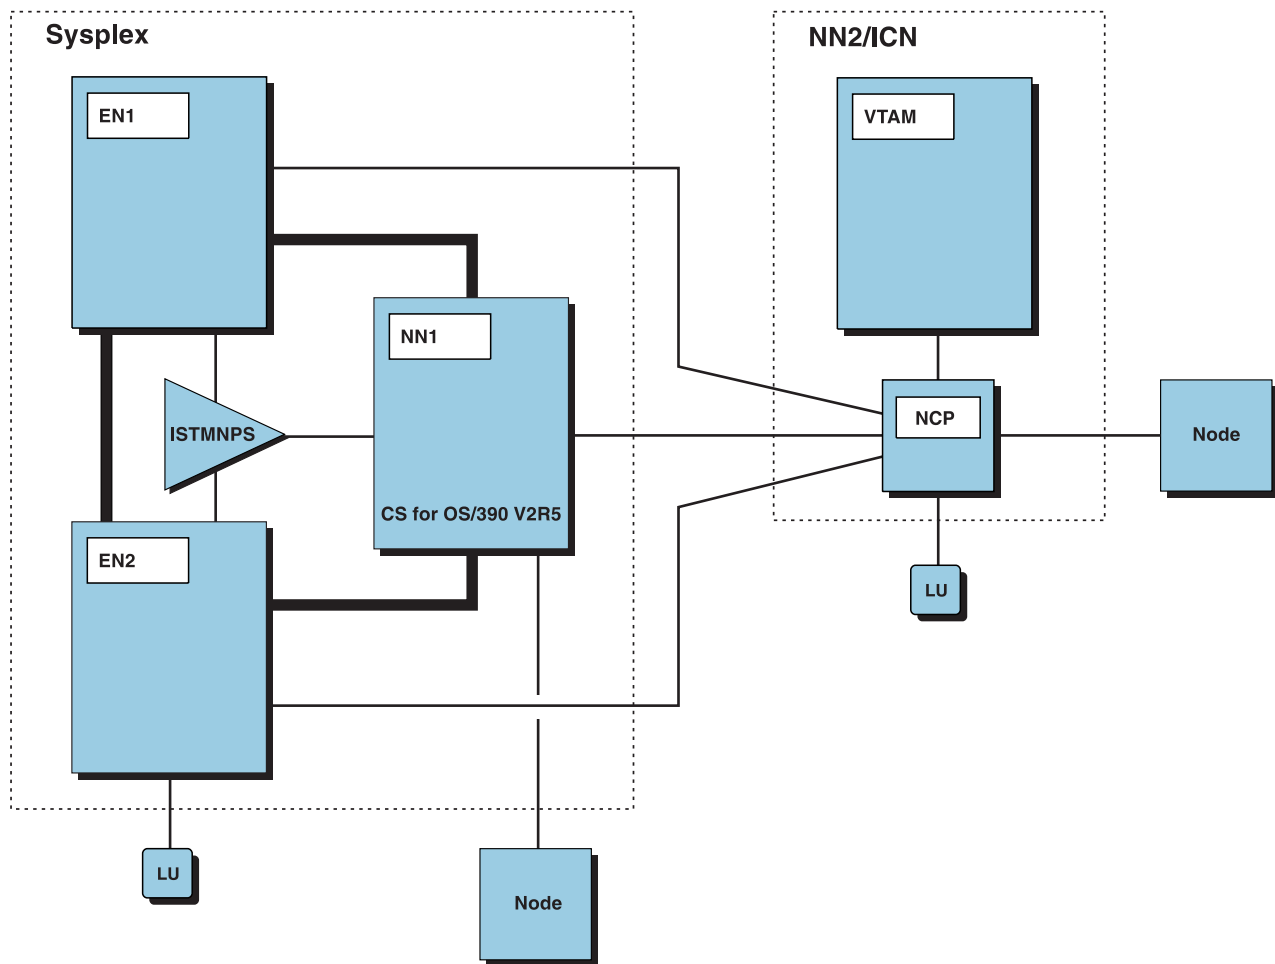 Sysplex
NN2/ICN
EN1
VTAM
NN1
ISTMNPS
NCP
Node
CS for OS/390 V2R5
EN2
LU
LU
Node